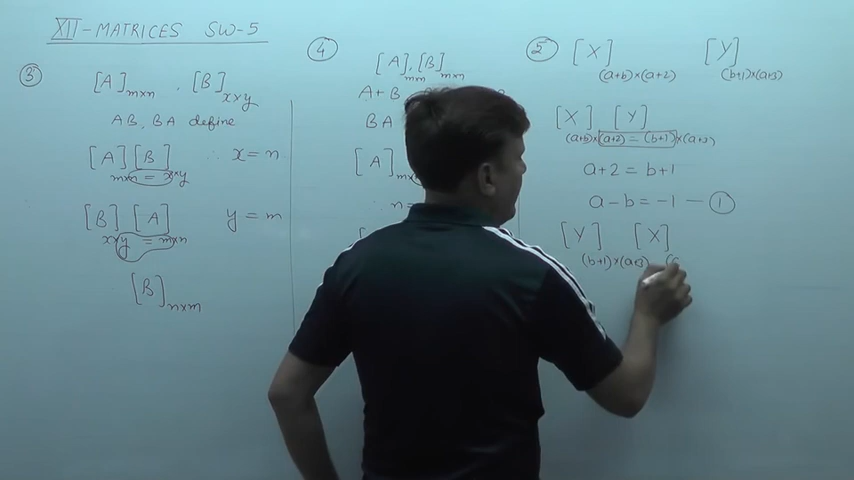 XII-MATRICES SW-5
3
[A]m×n , [B]x×y
AB, BA define
[A] [B] ∴ x = n
m×n = x×y
[B] [A] y = m
x×y = m×n
[B]n×m
4
[A]m×n, [B]m×n
A+B
BA
[A]
m×
∴ n=
5 [X] [Y]
(a+b)×(a+2) (b+1)×(a+3)
[X] [Y]
(a+b)×(a+2) = (b+1)×(a+3)
a+2 = b+1
a-b = -1 — 1
[Y] [X]
(b+1)×(a+3)